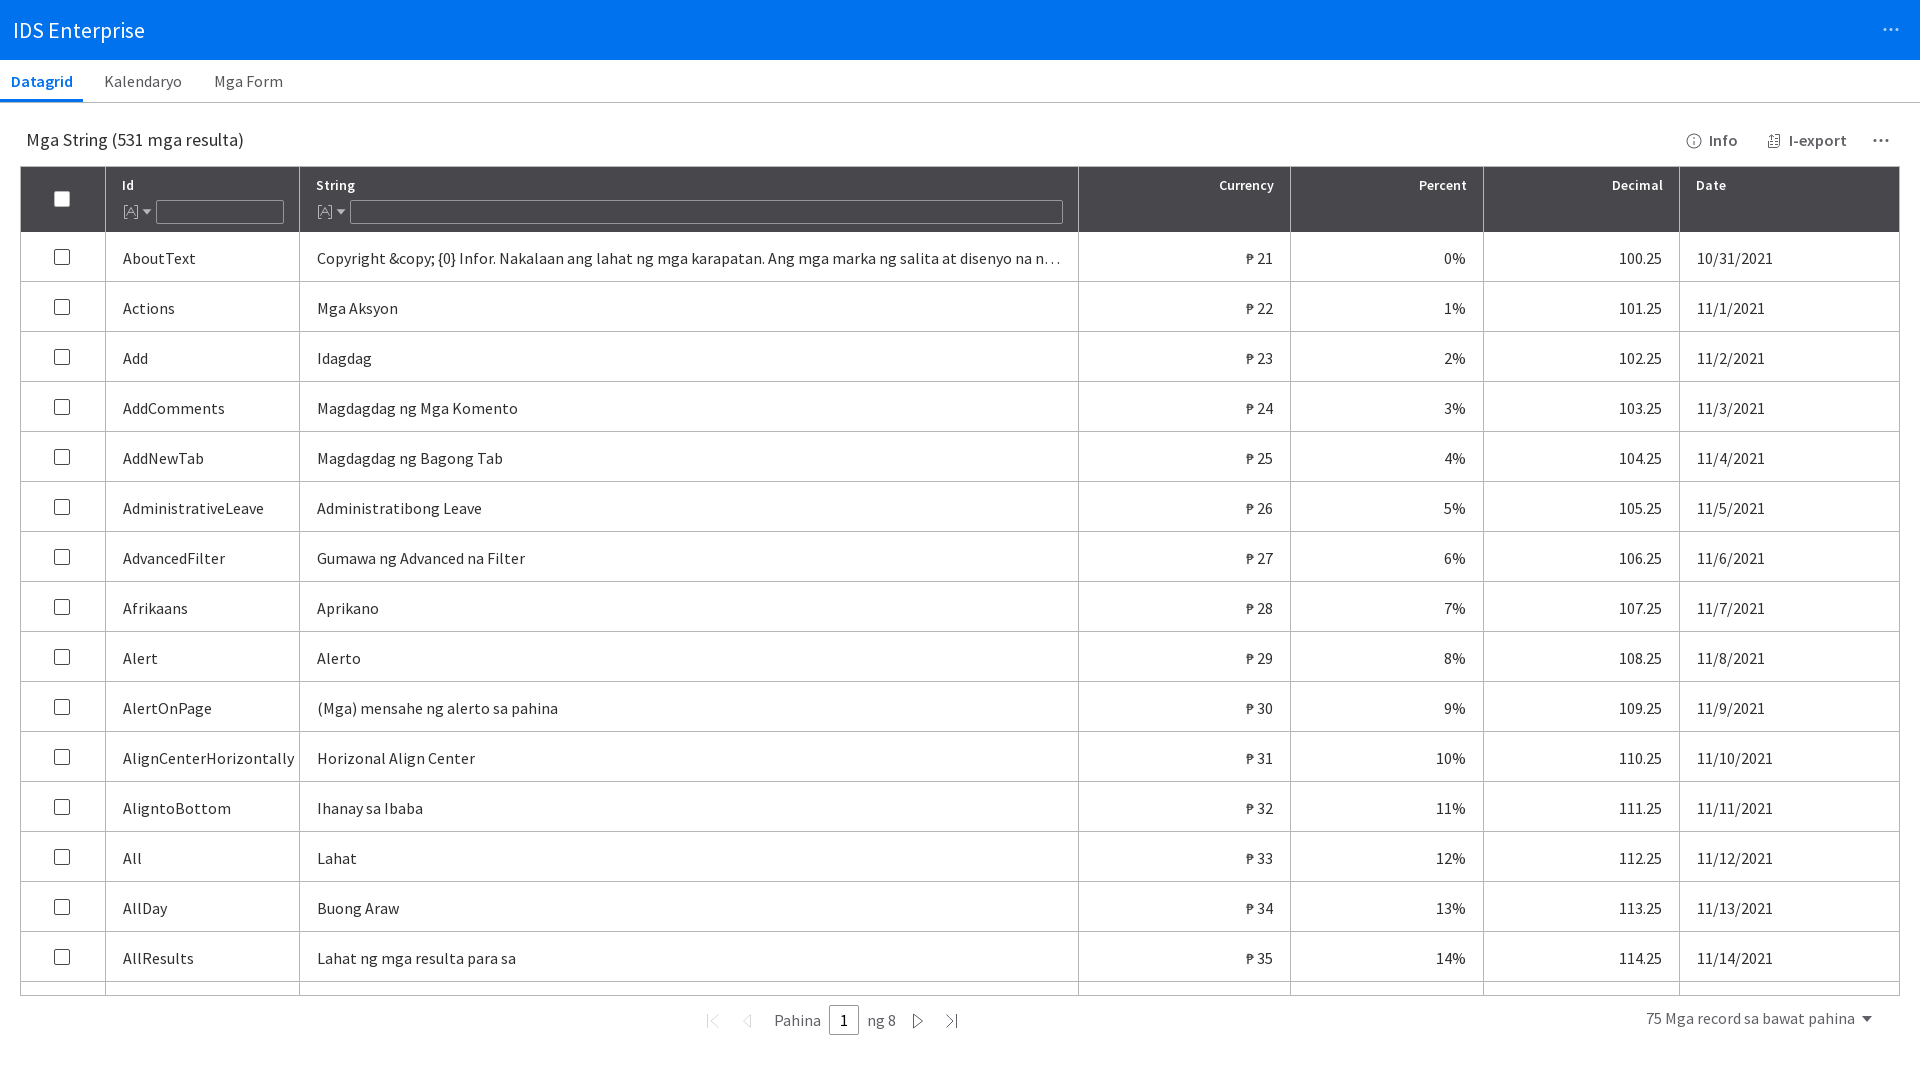 IDS Enterprise
Datagrid Kalendaryo Mga Form
Mga String (531 mga resulta) Info I-export
Id String Currency Percent Decimal Date
AboutText Copyright &copy; {0} Infor. Nakalaan ang lahat ng mga karapatan. Ang mga marka ng salita at disenyo na n… ₱ 21 0% 100.25 10/31/2021
Actions Mga Aksyon ₱ 22 1% 101.25 11/1/2021
Add Idagdag ₱ 23 2% 102.25 11/2/2021
AddComments Magdagdag ng Mga Komento ₱ 24 3% 103.25 11/3/2021
AddNewTab Magdagdag ng Bagong Tab ₱ 25 4% 104.25 11/4/2021
AdministrativeLeave Administratibong Leave ₱ 26 5% 105.25 11/5/2021
AdvancedFilter Gumawa ng Advanced na Filter ₱ 27 6% 106.25 11/6/2021
Afrikaans Aprikano ₱ 28 7% 107.25 11/7/2021
Alert Alerto ₱ 29 8% 108.25 11/8/2021
AlertOnPage (Mga) mensahe ng alerto sa pahina ₱ 30 9% 109.25 11/9/2021
AlignCenterHorizontally Horizonal Align Center ₱ 31 10% 110.25 11/10/2021
AligntoBottom Ihanay sa Ibaba ₱ 32 11% 111.25 11/11/2021
All Lahat ₱ 33 12% 112.25 11/12/2021
AllDay Buong Araw ₱ 34 13% 113.25 11/13/2021
AllResults Lahat ng mga resulta para sa ₱ 35 14% 114.25 11/14/2021
Pahina 1 ng 8 75 Mga record sa bawat pahina